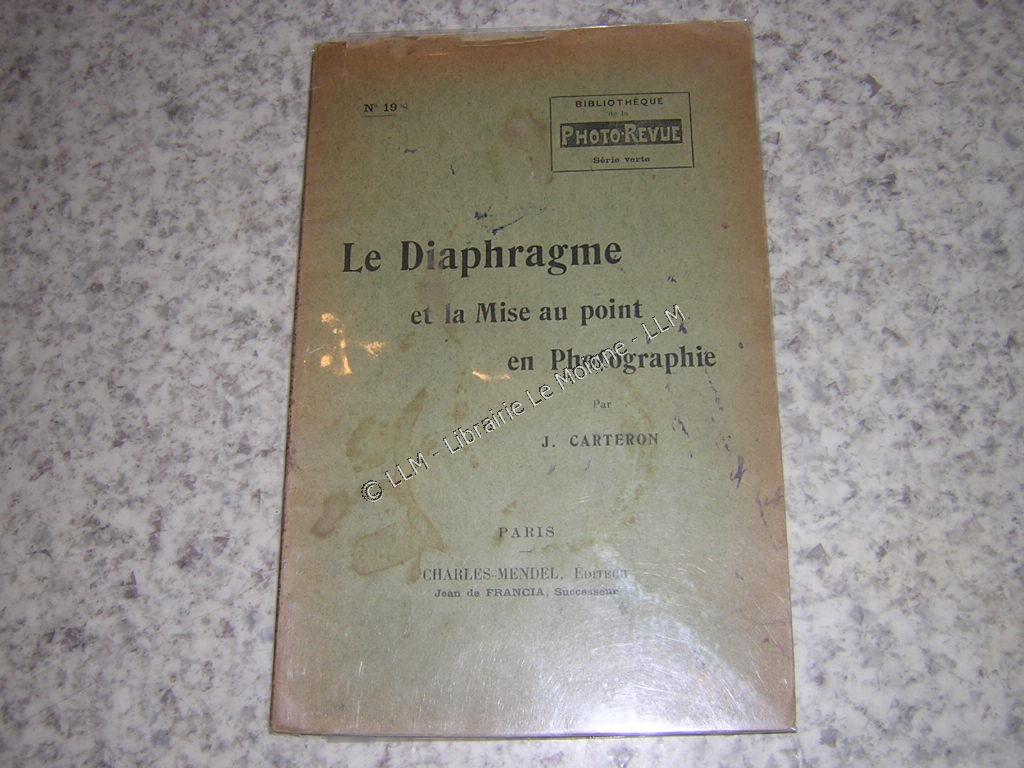 N° 19
BIBLIOTHÈQUE
de la
PHOTO-REVUE
Série verte
Le Diaphragme
et la Mise au point
en Photographie
Par
J. CARTERON
© LLM - Librairie Le Moione - LLM
PARIS
CHARLES-MENDEL, ÉDITEUR
Jean de FRANCIA, Successeur